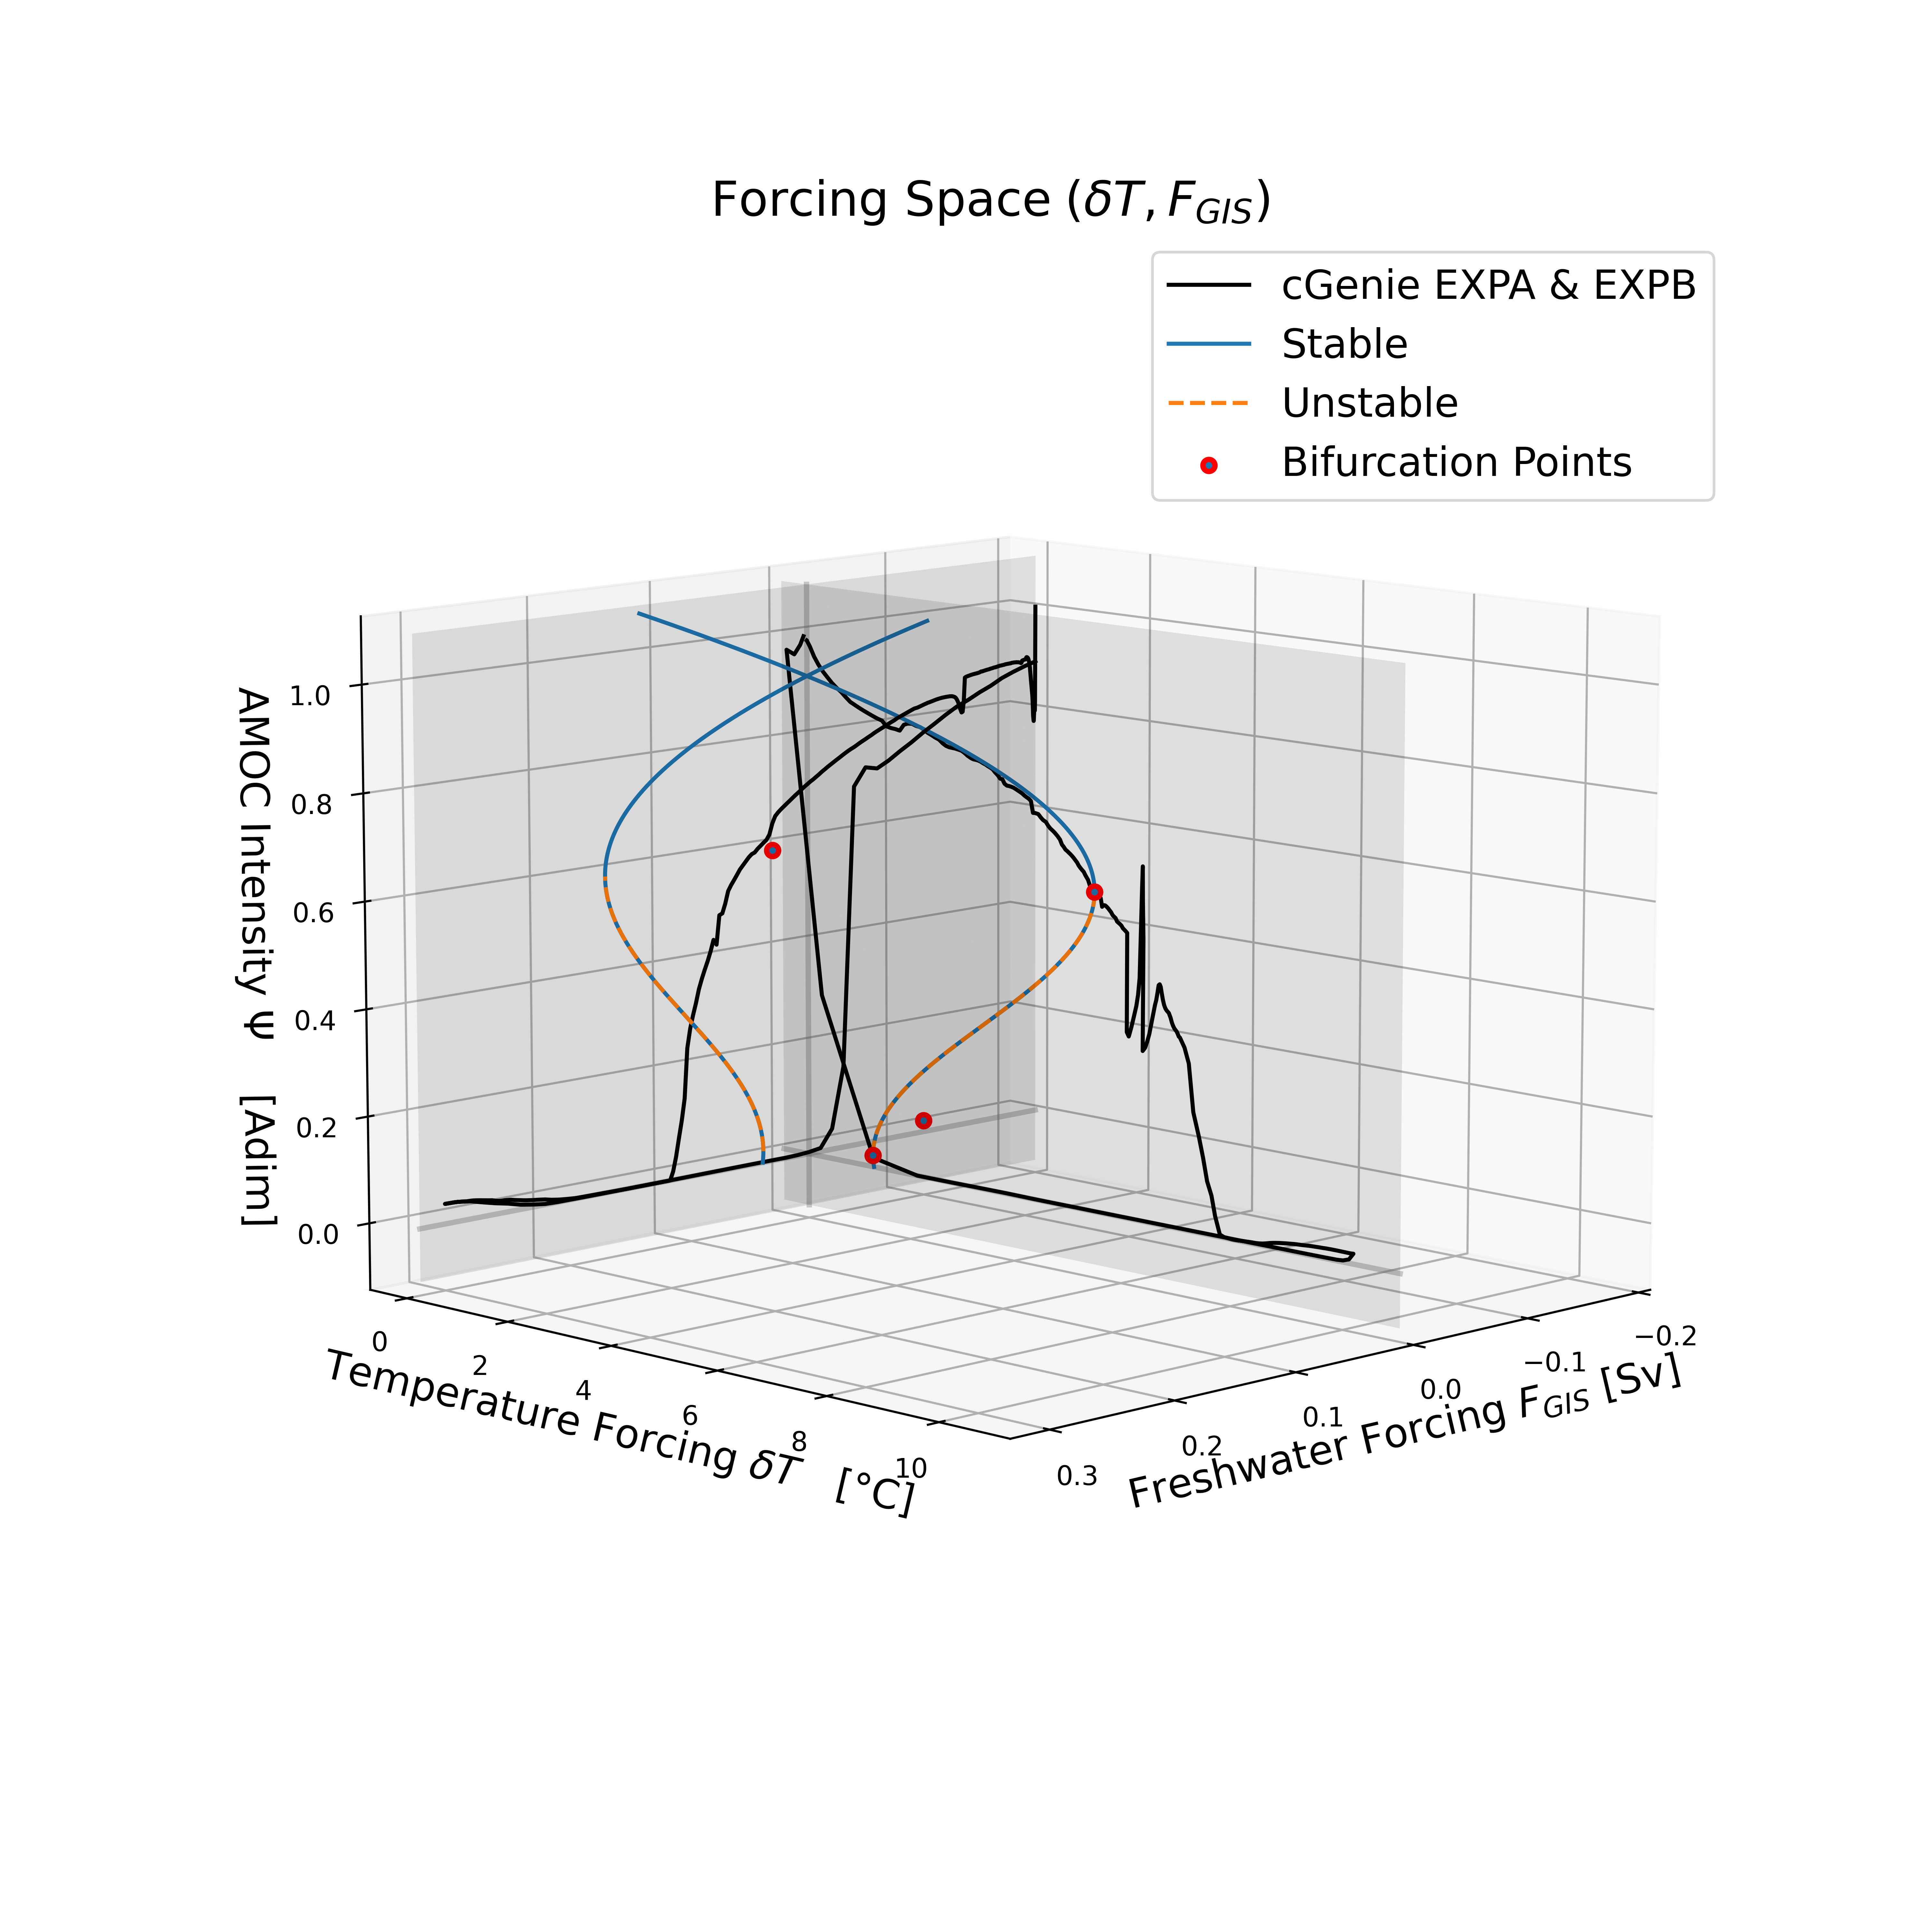 Forcing Space (δT, F_GIS)
cGenie EXPA & EXPB
Stable
Unstable
Bifurcation Points
AMOC Intensity Ψ [Adim]
1.0
0.8
0.6
0.4
0.2
0.0
0
2
4
6
8
10
Temperature Forcing δT [°C]
0.3
0.2
0.1
0.0
−0.1
−0.2
Freshwater Forcing F_GIS [Sv]